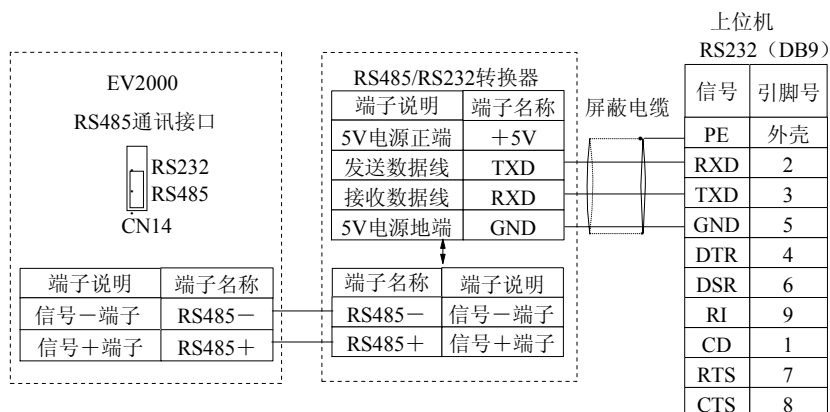 上位机
RS232（DB9）
EV2000
RS485通讯接口
RS232
RS485
CN14
端子说明 端子名称
信号－端子 RS485－
信号＋端子 RS485＋
RS485/RS232转换器
端子说明 端子名称
5V电源正端 ＋5V
发送数据线 TXD
接收数据线 RXD
5V电源地端 GND
端子名称 端子说明
RS485－ 信号－端子
RS485＋ 信号＋端子
屏蔽电缆
信号 引脚号
PE 外壳
RXD 2
TXD 3
GND 5
DTR 4
DSR 6
RI 9
CD 1
RTS 7
CTS 8